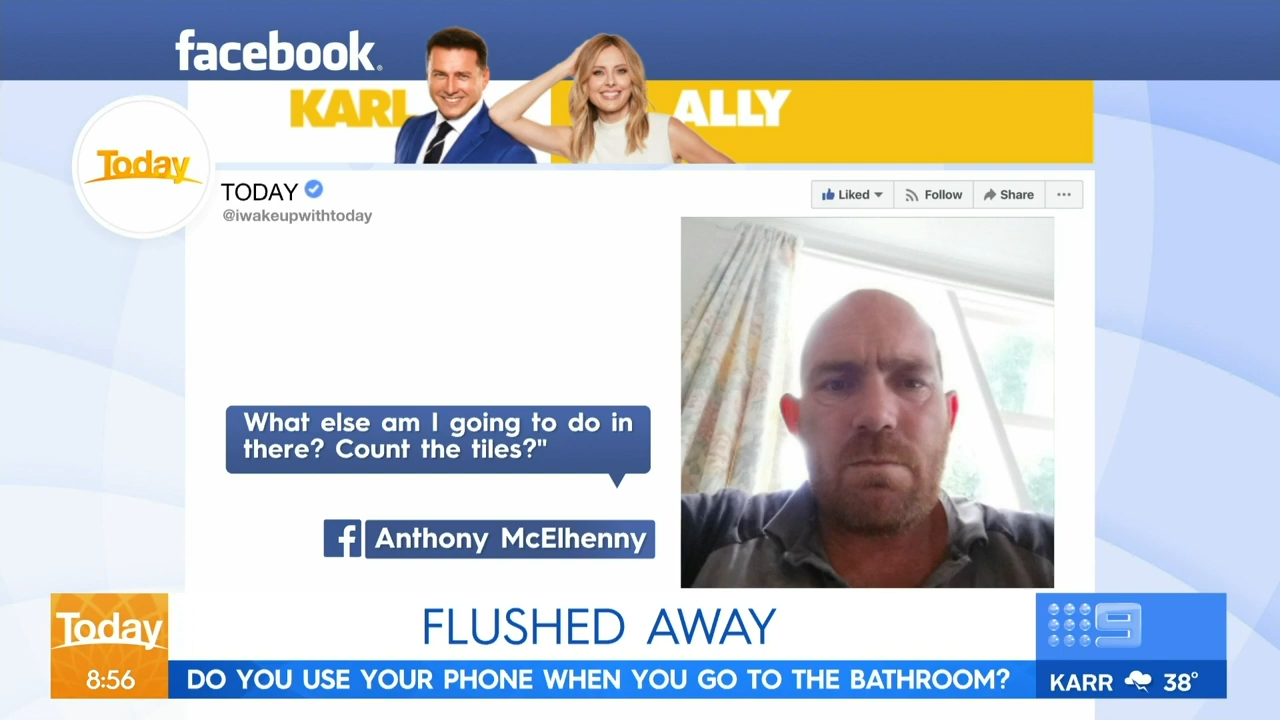 facebook®
KARL
ALLY
Today
TODAY
@iwakeupwithtoday
Liked
Follow
Share
What else am I going to do in
there? Count the tiles?"
f
Anthony McElhenny
FLUSHED AWAY
Today
8:56
DO YOU USE YOUR PHONE WHEN YOU GO TO THE BATHROOM?
9
KARR 38°